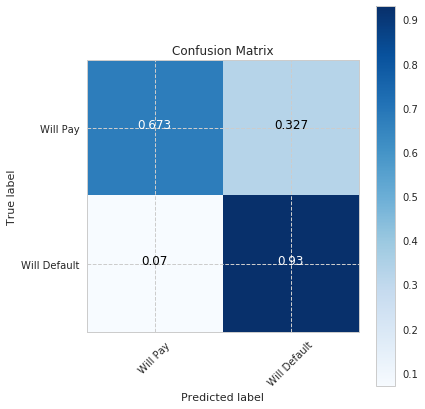 Confusion Matrix
True label
Will Pay
Will Default
0.673
0.327
0.07
0.93
Will Pay
Will Default
Predicted label
0.9
0.8
0.7
0.6
0.5
0.4
0.3
0.2
0.1